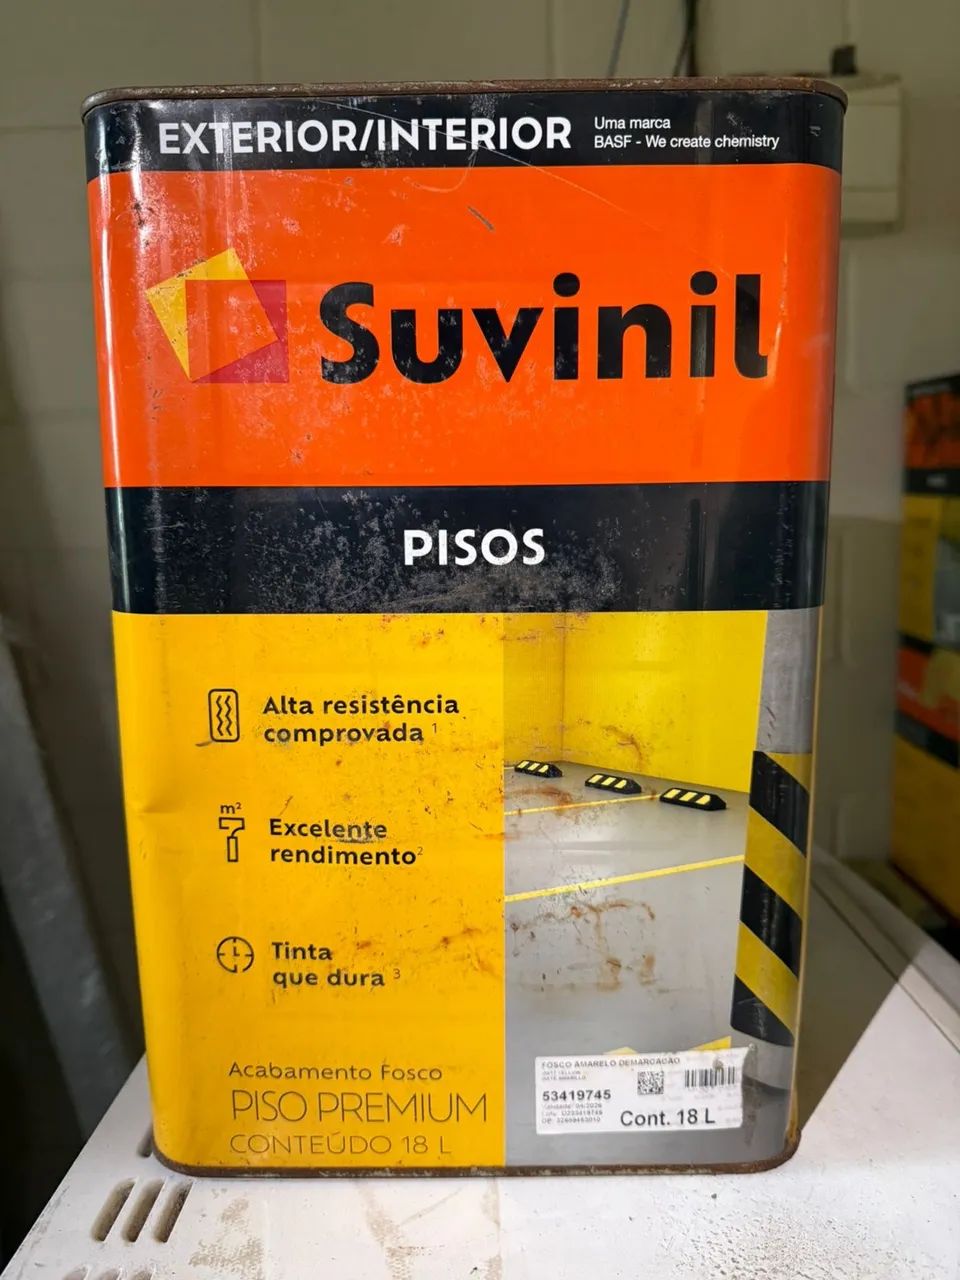 EXTERIOR/INTERIOR
Uma marca
BASF - We create chemistry
Suvinil
PISOS
Alta resistência
comprovada 1
m²
Excelente
rendimento2
Tinta
que dura 3
Acabamento Fosco
PISO PREMIUM
CONTEÚDO 18 L
FOSCO AMARELO DEMARCACAO
53419745
Cont. 18 L